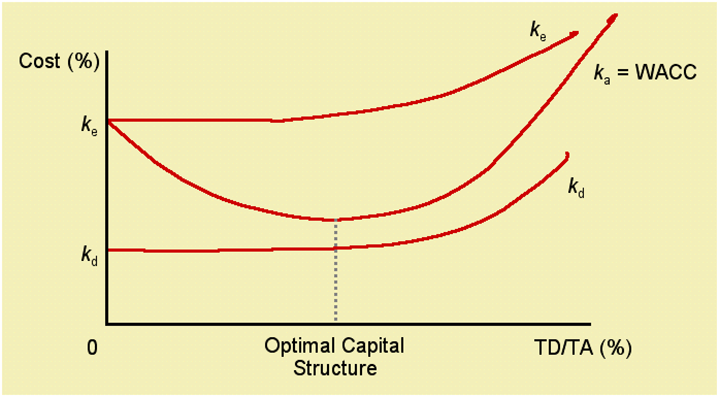 Cost (%)
ke
ka = WACC
ke
kd
kd
0
Optimal Capital
Structure
TD/TA (%)